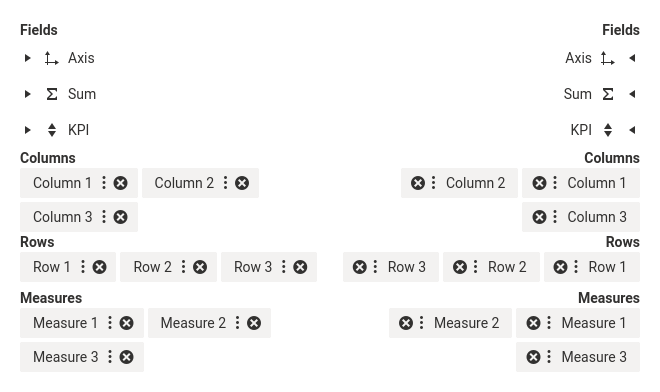 Fields
Axis
Sum
KPI
Columns
Column 1 Column 2
Column 3
Rows
Row 1 Row 2 Row 3
Measures
Measure 1 Measure 2
Measure 3
Fields
Axis
Sum
KPI
Columns
Column 2 Column 1
Column 3
Rows
Row 3 Row 2 Row 1
Measures
Measure 2 Measure 1
Measure 3